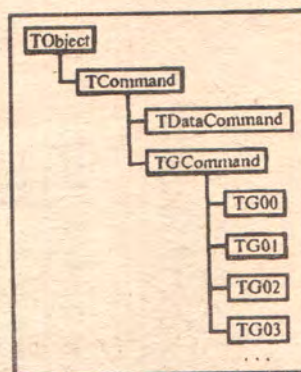 TObject
TCommand
TDataCommand
TGCommand
TG00
TG01
TG02
TG03
...